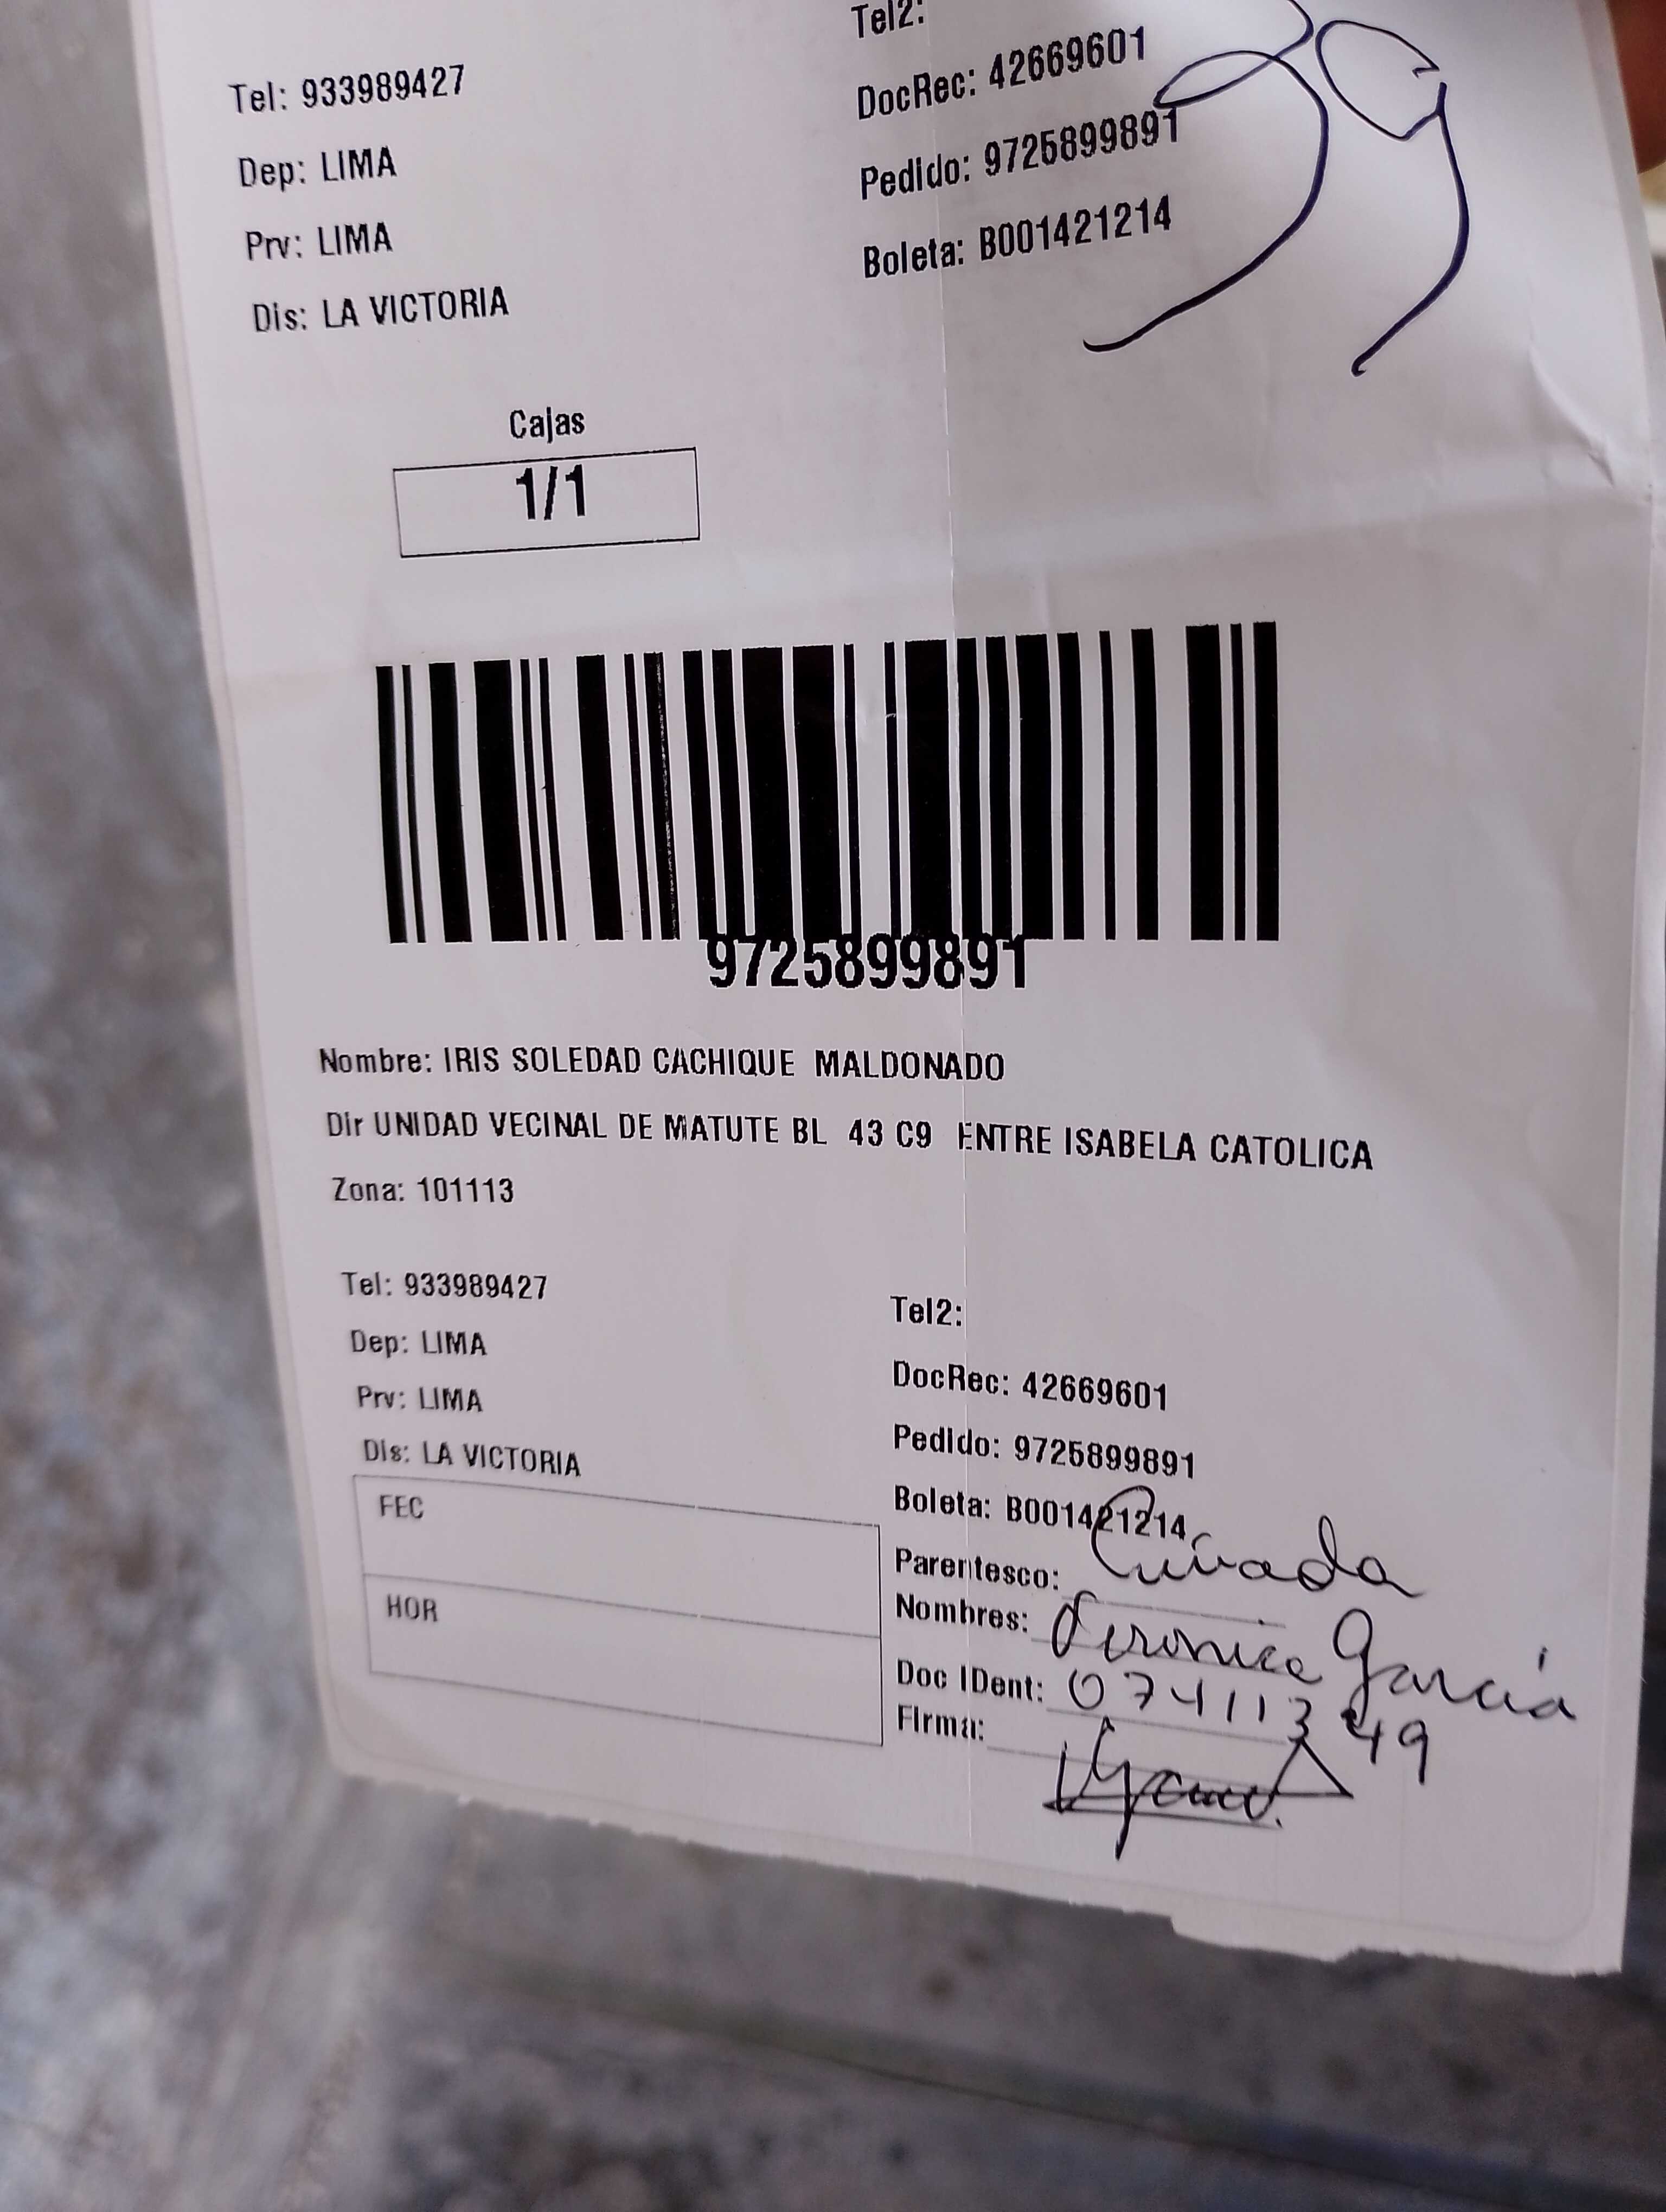 Tel2:
Tel: 933989427
DocRec: 42669601
Dep: LIMA
Pedido: 9725899891
Prv: LIMA
Boleta: B001421214
Dis: LA VICTORIA
59
Cajas
1/1
9725899891
Nombre: IRIS SOLEDAD CACHIQUE MALDONADO
Dir UNIDAD VECINAL DE MATUTE BL 43 C9 ENTRE ISABELA CATOLICA
Zona: 101113
Tel: 933989427
Tel2:
Dep: LIMA
DocRec: 42669601
Prv: LIMA
Pedido: 9725899891
Dis: LA VICTORIA
Boleta: B001421214
FEC
Parentesco: Cuñada
HOR
Nombres: Veronica García
Doc IDent: 07411349
Firma: